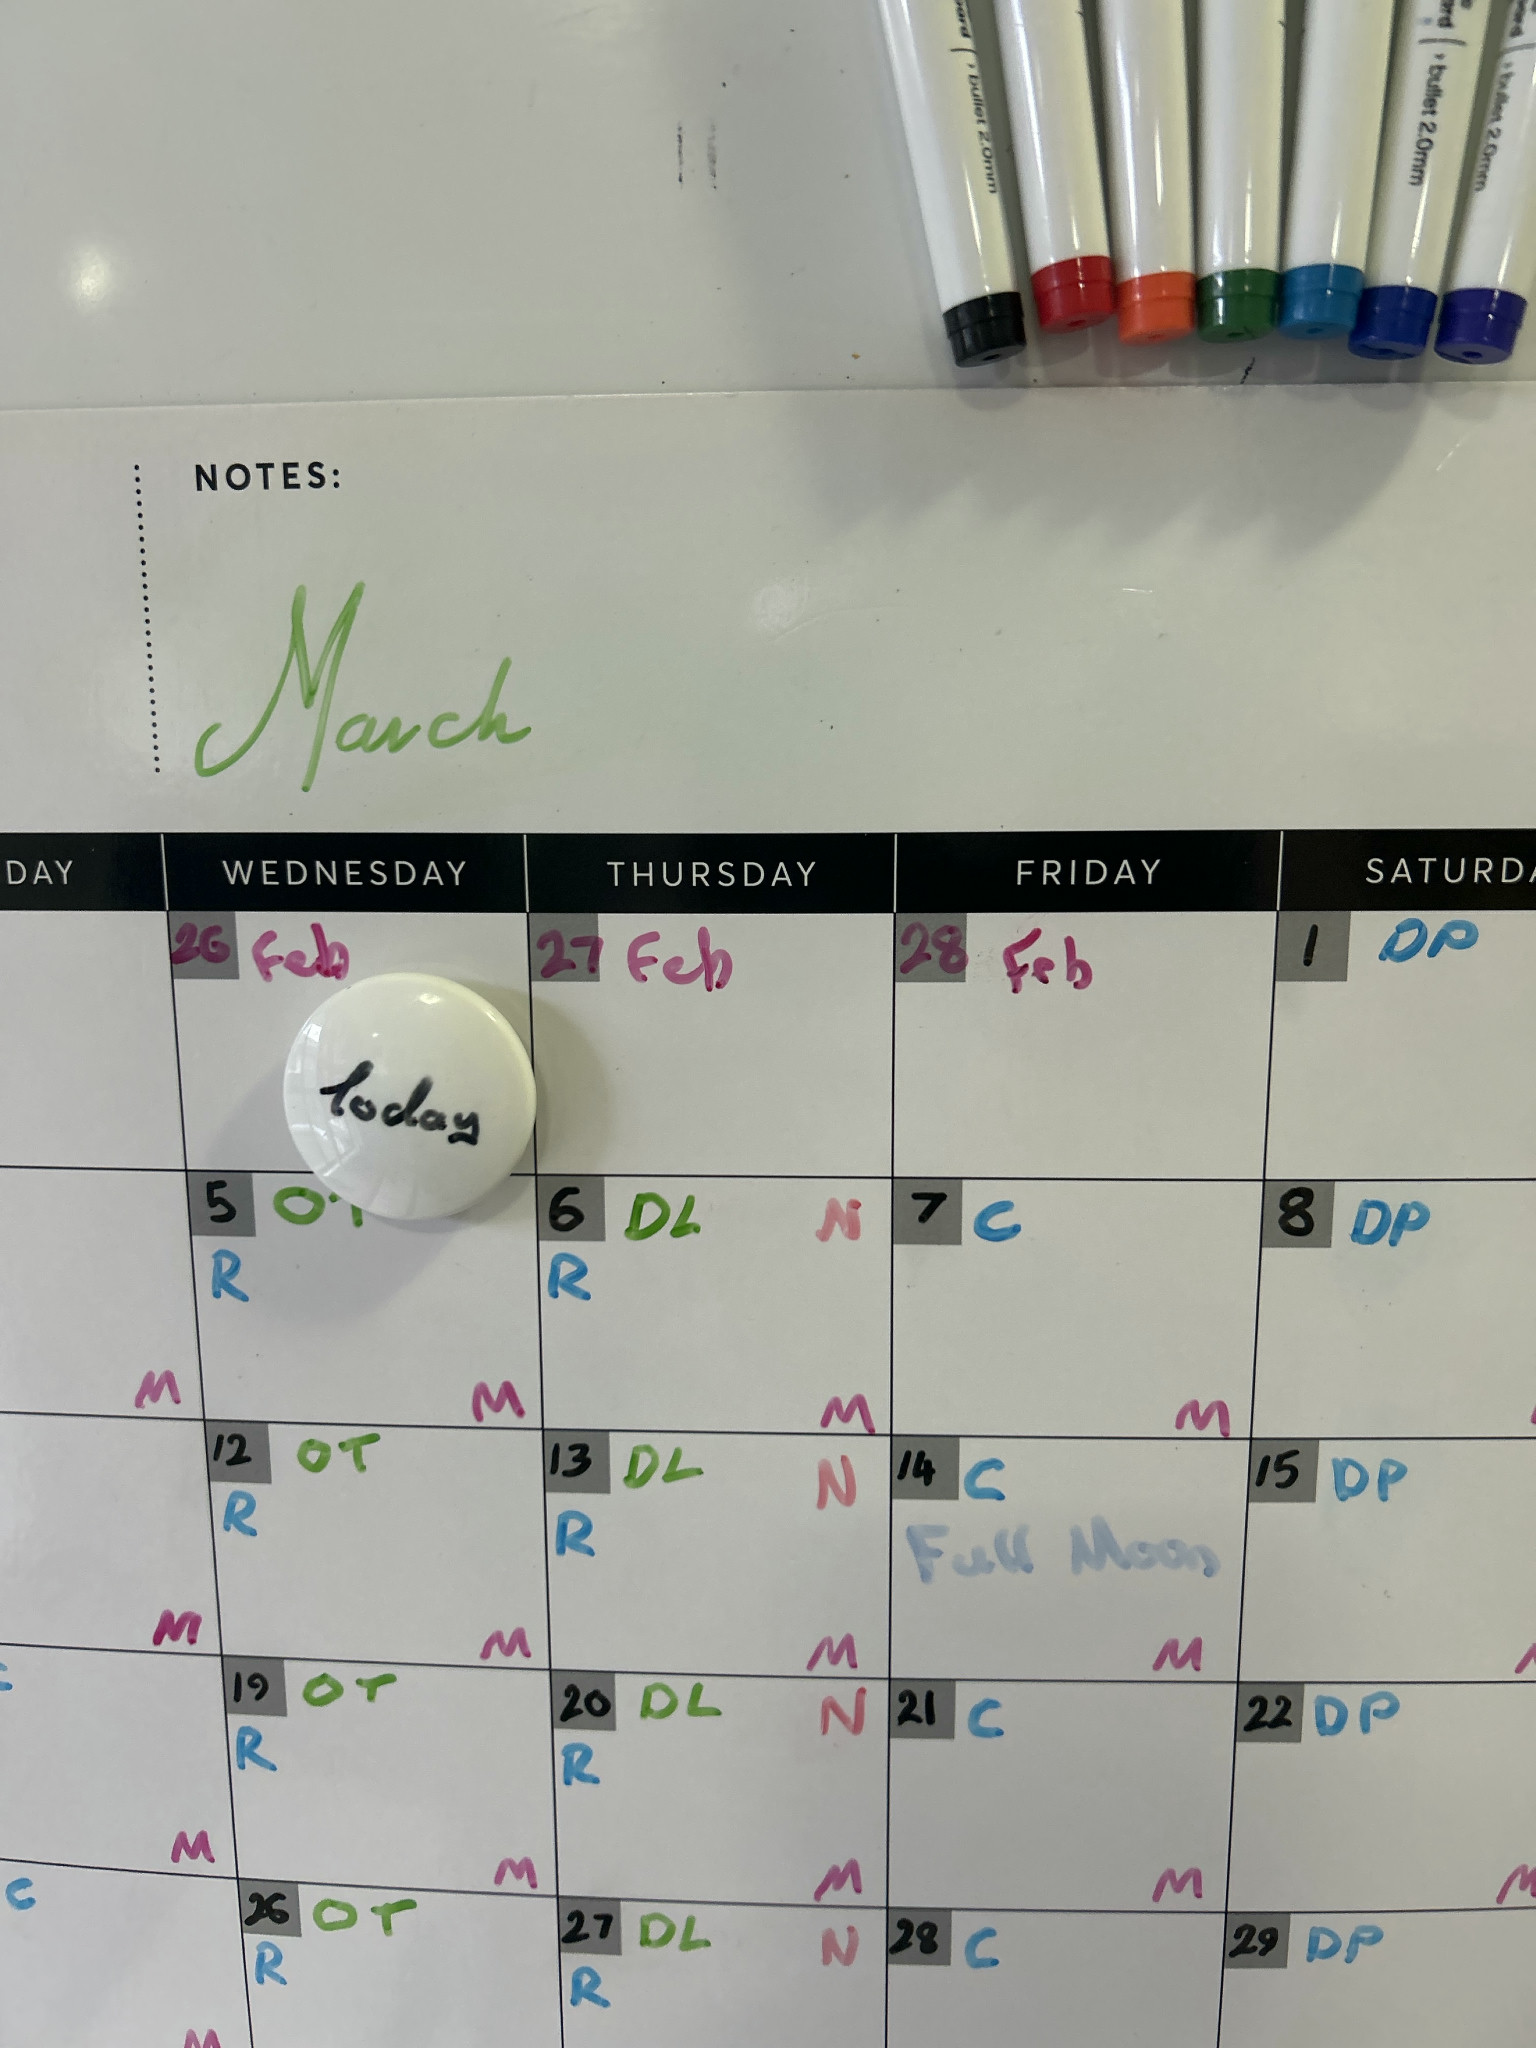 bullet 2.0mm
bullet 2.0mm
bullet 2.0mm
NOTES:
March
DAY WEDNESDAY THURSDAY FRIDAY SATURDA
26 Feb 27 Feb 28 Feb 1 DP
Today
5 OT 6 DL N 7 C 8 DP
R R
M M M M
12 OT 13 DL N 14 C 15 DP
R R Full Moon
M M M M
19 OT 20 DL N 21 C 22 DP
R R
M M M M M
C 26 OT 27 DL N 28 C 29 DP
R R
M